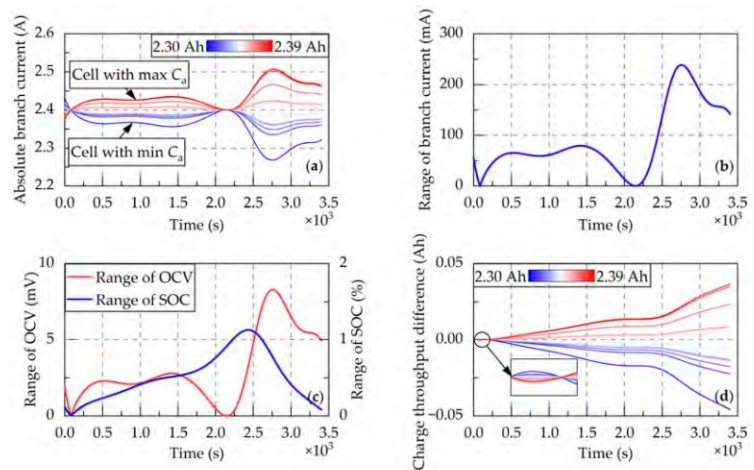 2.6
2.5
2.4
2.3
2.2
Absolute branch current (A)
2.30 Ah
2.39 Ah
Cell with max Ca
Cell with min Ca
(a)
0.0 0.5 1.0 1.5 2.0 2.5 3.0 3.5
×10³
Time (s)
300
200
100
0
Range of branch current (mA)
(b)
0.0 0.5 1.0 1.5 2.0 2.5 3.0 3.5
×10³
Time (s)
10
5
0
Range of OCV (mV)
Range of OCV
Range of SOC
2
1
0
Range of SOC (%)
(c)
0.0 0.5 1.0 1.5 2.0 2.5 3.0 3.5
×10³
Time (s)
0.05
0.00
−0.05
Charge throughput difference (Ah)
2.30 Ah
2.39 Ah
(d)
0.0 0.5 1.0 1.5 2.0 2.5 3.0 3.5
×10³
Time (s)